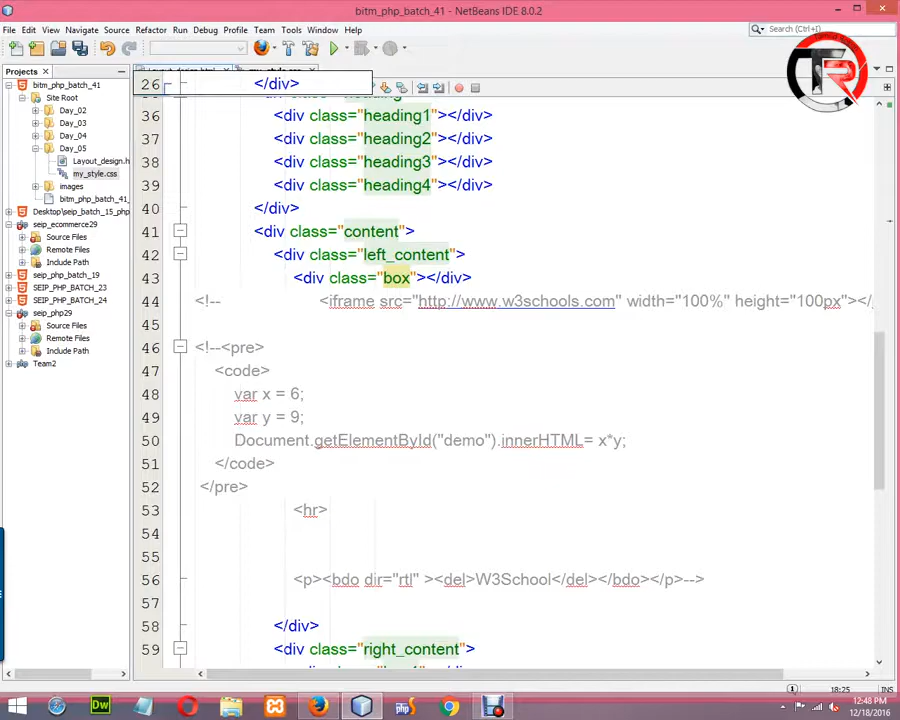 bitm_php_batch_41 - NetBeans IDE 8.0.2
File Edit View Navigate Source Refactor Run Debug Profile Team Tools Window Help
Search (Ctrl+I)
Projects
bitm_php_batch_41
Site Root
Day_02
Day_03
Day_04
Day_05
Layout_design.h
my_style.css
images
bitm_php_batch_41_
Desktop\seip_batch_15_php
seip_ecommerce29
Source Files
Remote Files
Include Path
seip_php_batch_19
SEIP_PHP_BATCH_23
SEIP_PHP_BATCH_24
seip_php29
Source Files
Remote Files
Include Path
Team2
26 </div>
36 <div class="heading1"></div>
37 <div class="heading2"></div>
38 <div class="heading3"></div>
39 <div class="heading4"></div>
40 </div>
41 <div class="content">
42 <div class="left_content">
43 <div class="box"></div>
44 <!-- <iframe src="http://www.w3schools.com" width="100%" height="100px"></
45
46 <!--<pre>
47 <code>
48 var x = 6;
49 var y = 9;
50 Document.getElementById("demo").innerHTML= x*y;
51 </code>
52 </pre>
53 <hr>
54
55
56 <p><bdo dir="rtl" ><del>W3School</del></bdo></p>-->
57
58 </div>
59 <div class="right_content">
1
18:25
Dw
php
12:48 PM
12/18/2016